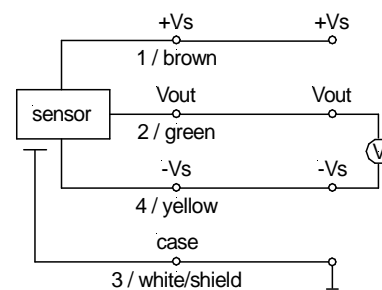 +Vs +Vs
1 / brown
sensor
Vout Vout
2 / green
V
-Vs -Vs
4 / yellow
case
3 / white/shield